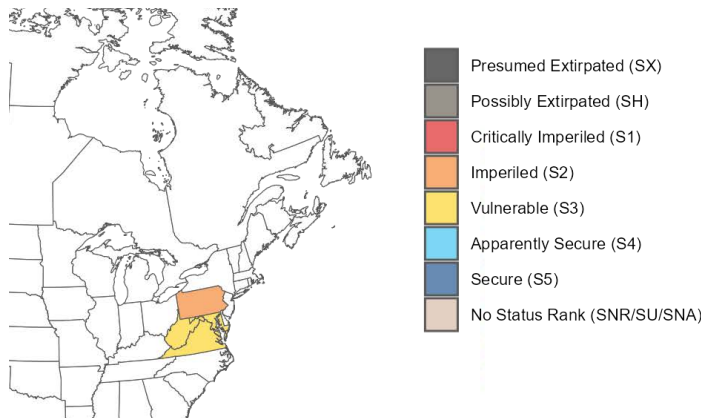 Presumed Extirpated (SX)
Possibly Extirpated (SH)
Critically Imperiled (S1)
Imperiled (S2)
Vulnerable (S3)
Apparently Secure (S4)
Secure (S5)
No Status Rank (SNR/SU/SNA)